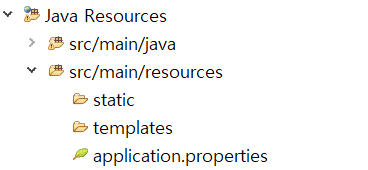 Java Resources
src/main/java
src/main/resources
static
templates
application.properties